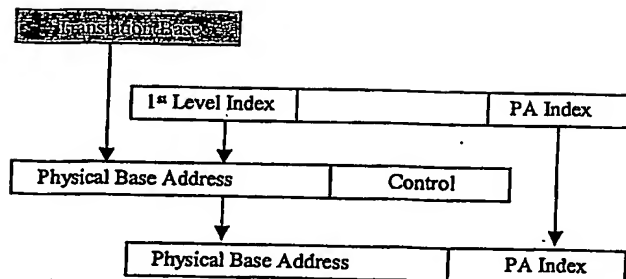 Translation Base
1st Level Index PA Index
Physical Base Address Control
Physical Base Address PA Index